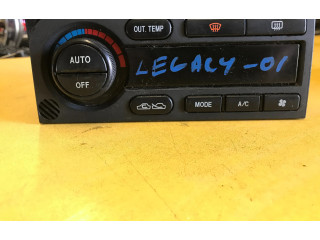 OUT. TEMP
AUTO
OFF
LEGACY-01
MODE
A/C